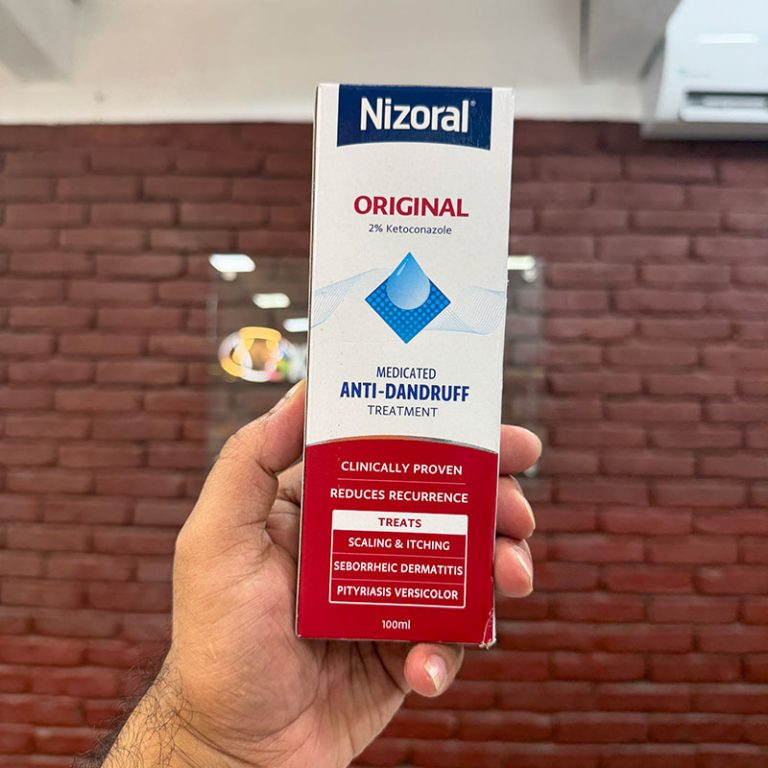 Nizoral®
ORIGINAL
2% Ketoconazole
MEDICATED
ANTI-DANDRUFF
TREATMENT
CLINICALLY PROVEN
REDUCES RECURRENCE
TREATS
SCALING & ITCHING
SEBORRHEIC DERMATITIS
PITYRIASIS VERSICOLOR
100ml